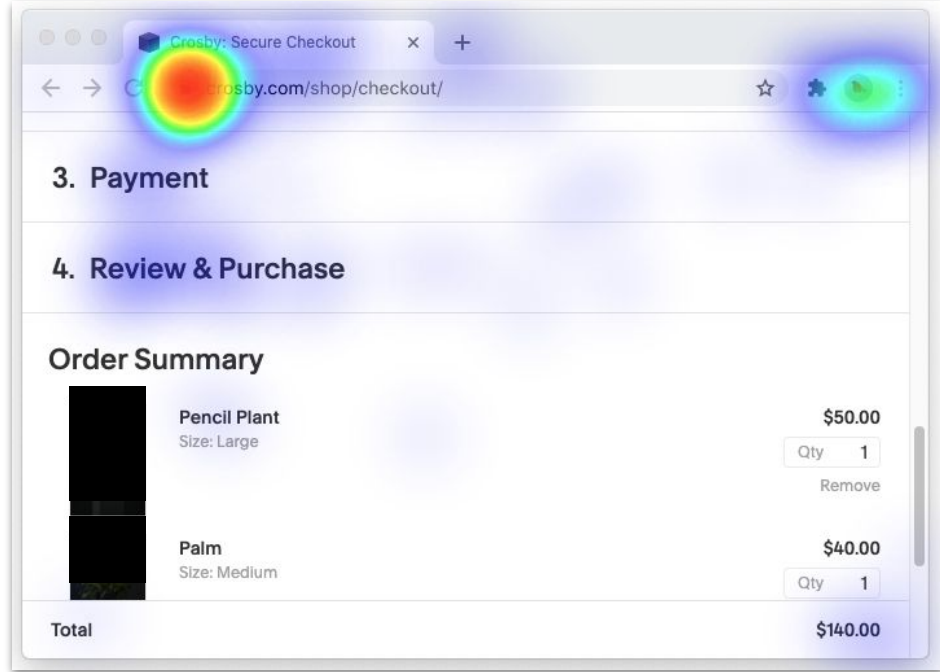 Crosby: Secure Checkout
crosby.com/shop/checkout/
3. Payment
4. Review & Purchase
Order Summary
Pencil Plant $50.00
Size: Large Qty 1
Remove
Palm $40.00
Size: Medium Qty 1
Total $140.00